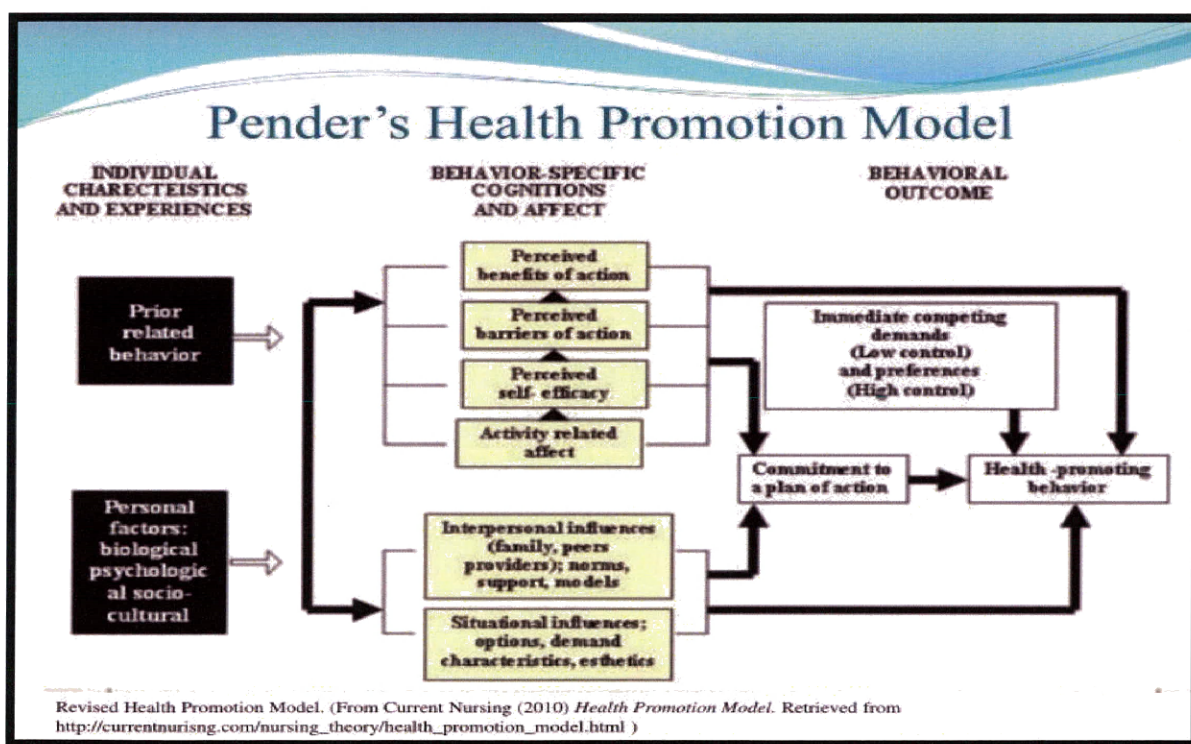 Pender's Health Promotion Model
INDIVIDUAL
CHARECTEISTICS
AND EXPERIENCES
BEHAVIOR-SPECIFIC
COGNITIONS
AND AFFECT
BEHAVIORAL
OUTCOME
Prior
related
behavior
Personal
factors:
biological
psychologic
al socio-
cultural
Perceived
benefits of action
Perceived
barriers of action
Perceived
self- efficacy
Activity related
affect
Interpersonal influences
(family, peers
providers); norms,
support, models
Situational influences;
options, demand
characteristics, esthetics
Immediate competing
demands
(Low control)
and preferences
(High control)
Commitment to
a plan of action
Health -promoting
behavior
Revised Health Promotion Model. (From Current Nursing (2010) Health Promotion Model. Retrieved from
http://currentnurisng.com/nursing_theory/health_promotion_model.html )